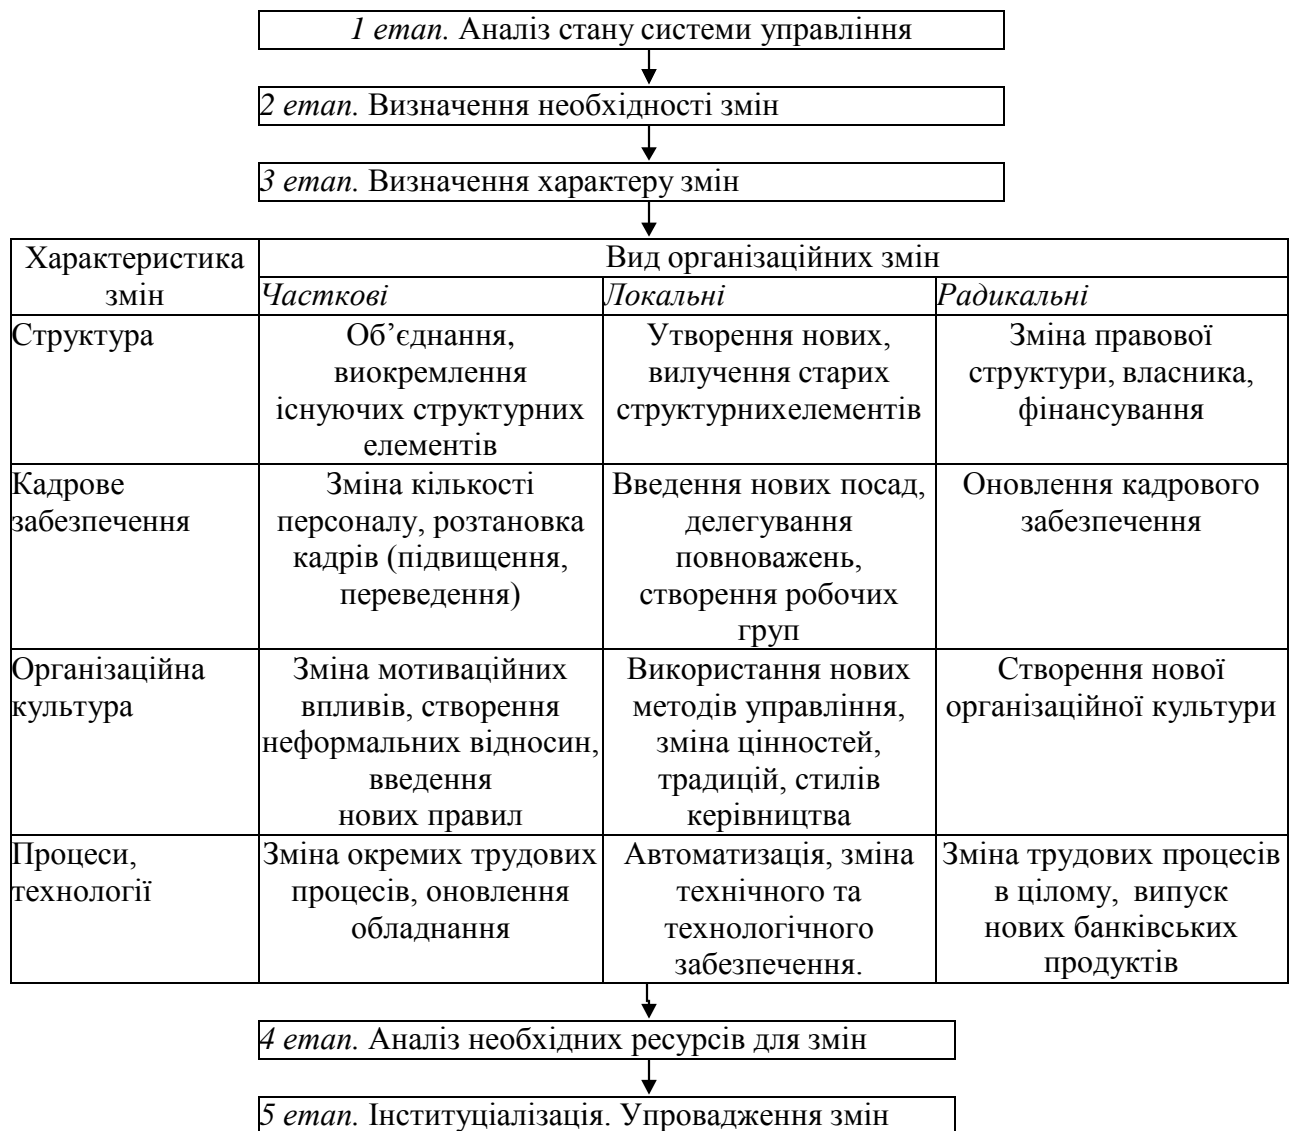 1 етап. Аналіз стану системи управління
2 етап. Визначення необхідності змін
3 етап. Визначення характеру змін
Характеристика
змін
Вид організаційних змін
Часткові
Локальні
Радикальні
Структура
Об’єднання,
виокремлення
існуючих структурних
елементів
Утворення нових,
вилучення старих
структурнихелементів
Зміна правової
структури, власника,
фінансування
Кадрове
забезпечення
Зміна кількості
персоналу, розтановка
кадрів (підвищення,
переведення)
Введення нових посад,
делегування
повноважень,
створення робочих
груп
Оновлення кадрового
забезпечення
Організаційна
культура
Зміна мотиваційних
впливів, створення
неформальних відносин,
введення
нових правил
Використання нових
методів управління,
зміна цінностей,
традицій, стилів
керівництва
Створення нової
організаційної культури
Процеси,
технології
Зміна окремих трудових
процесів, оновлення
обладнання
Автоматизація, зміна
технічного та
технологічного
забезпечення.
Зміна трудових процесів
в цілому, випуск
нових банківських
продуктів
4 етап. Аналіз необхідних ресурсів для змін
5 етап. Інституціалізація. Упровадження змін